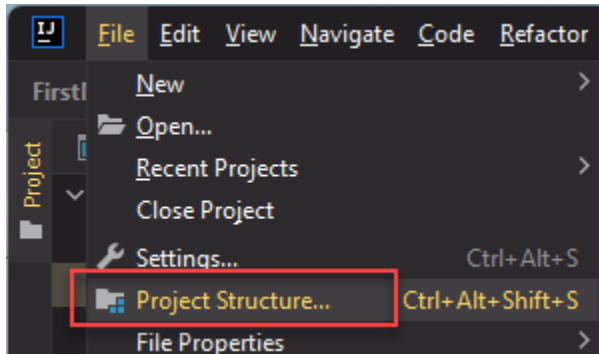 IJ
File Edit View Navigate Code Refactor
New
Open...
Recent Projects
Close Project
Settings... Ctrl+Alt+S
Project Structure... Ctrl+Alt+Shift+S
File Properties
Project